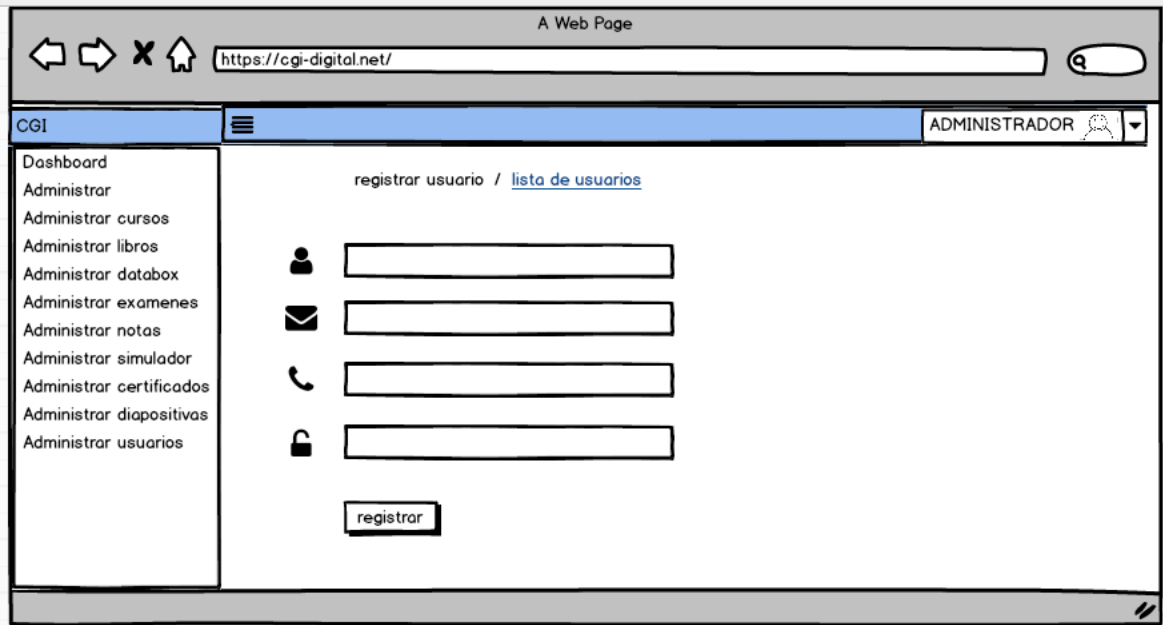 A Web Page
https://cgi-digital.net/
CGI
ADMINISTRADOR
Dashboard
Administrar
Administrar cursos
Administrar libros
Administrar databox
Administrar examenes
Administrar notas
Administrar simulador
Administrar certificados
Administrar diapositivas
Administrar usuarios
registrar usuario / lista de usuarios
registrar